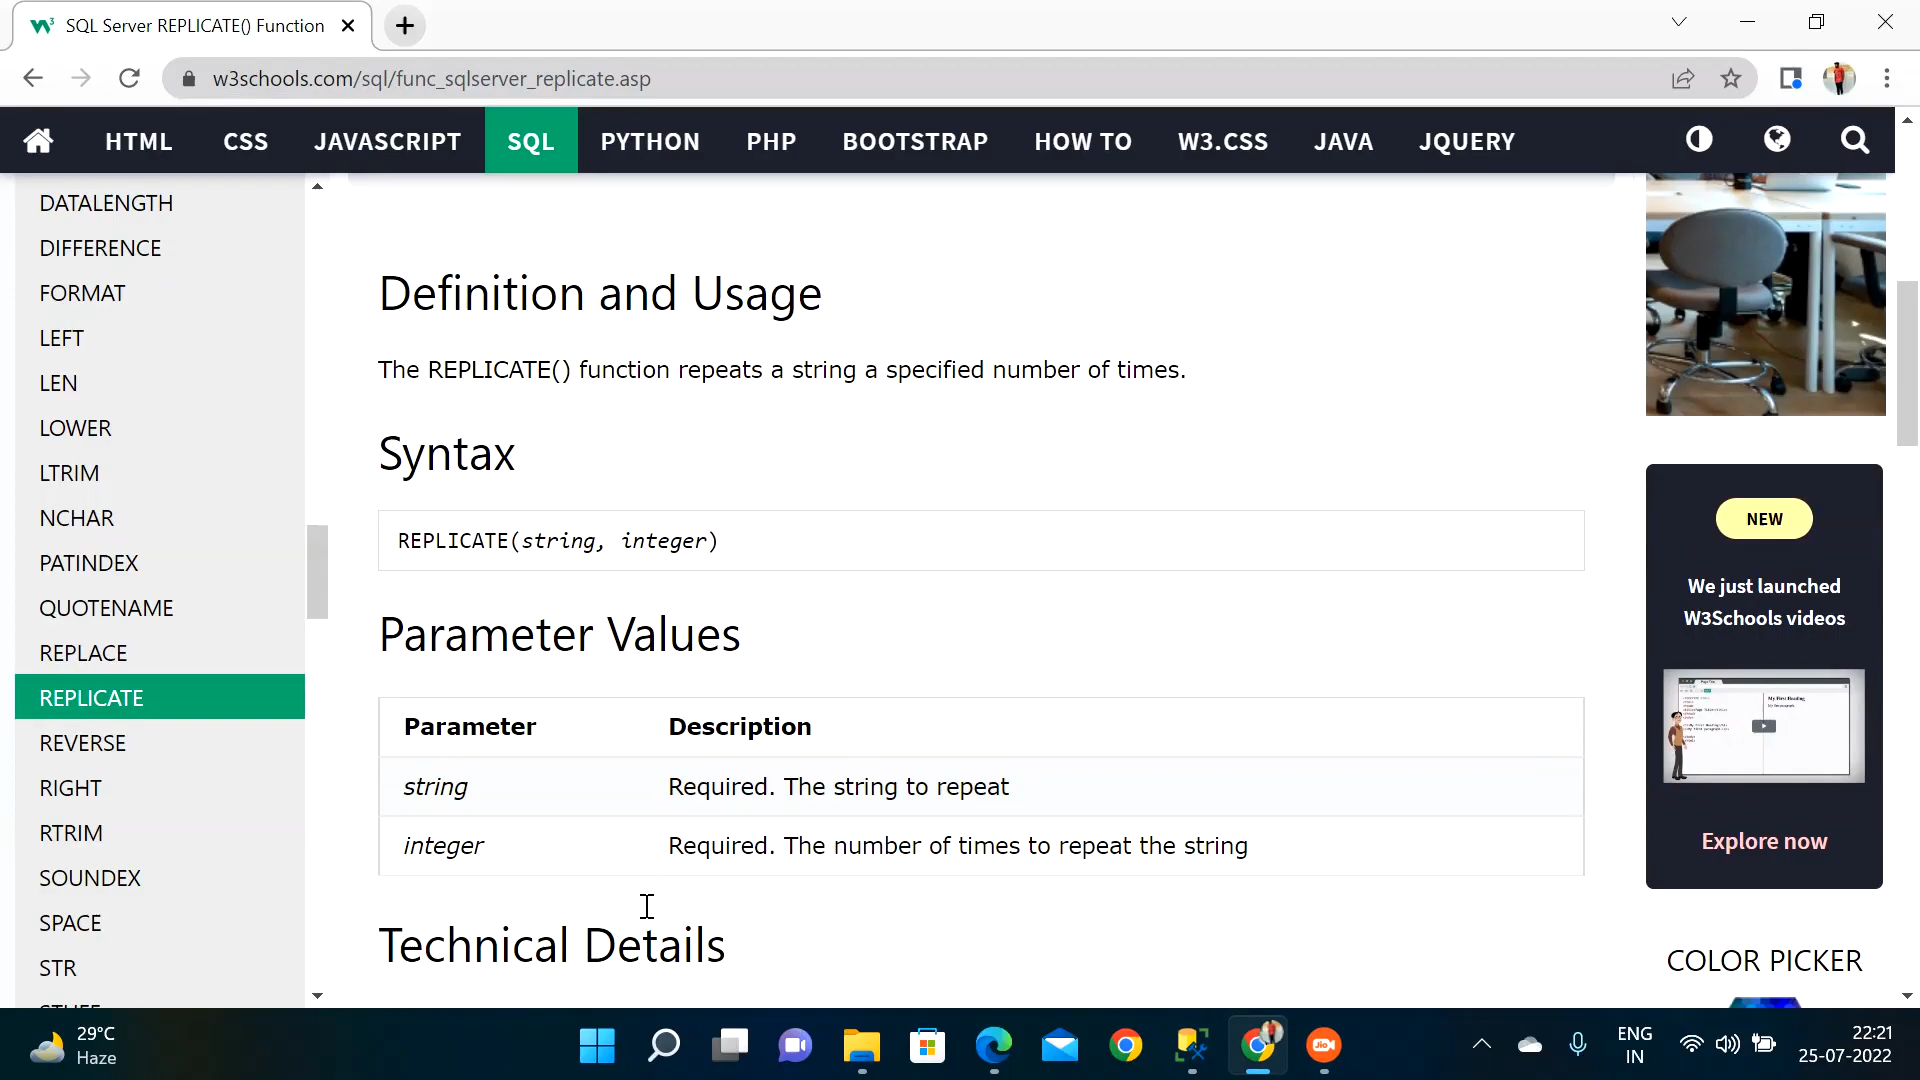 SQL Server REPLICATE() Function
w3schools.com/sql/func_sqlserver_replicate.asp
HTML CSS JAVASCRIPT SQL PYTHON PHP BOOTSTRAP HOW TO W3.CSS JAVA JQUERY
DATALENGTH
DIFFERENCE
FORMAT
LEFT
LEN
LOWER
LTRIM
NCHAR
PATINDEX
QUOTENAME
REPLACE
REPLICATE
REVERSE
RIGHT
RTRIM
SOUNDEX
SPACE
STR
STUFF
Definition and Usage
The REPLICATE() function repeats a string a specified number of times.
Syntax
REPLICATE(string, integer)
Parameter Values
Parameter Description
string Required. The string to repeat
integer Required. The number of times to repeat the string
Technical Details
NEW
We just launched
W3Schools videos
Explore now
COLOR PICKER
29°C
Haze
Jio
ENG
IN
22:21
25-07-2022